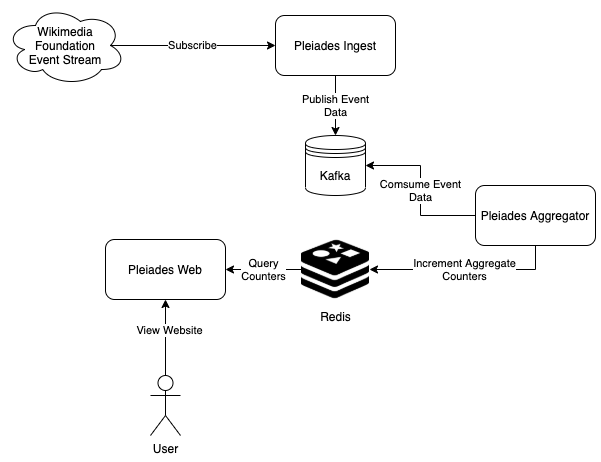 Wikimedia
Foundation
Event Stream
Subscribe
Pleiades Ingest
Publish Event
Data
Kafka
Comsume Event
Data
Pleiades Aggregator
Pleiades Web
Query
Counters
Increment Aggregate
Counters
Redis
View Website
User